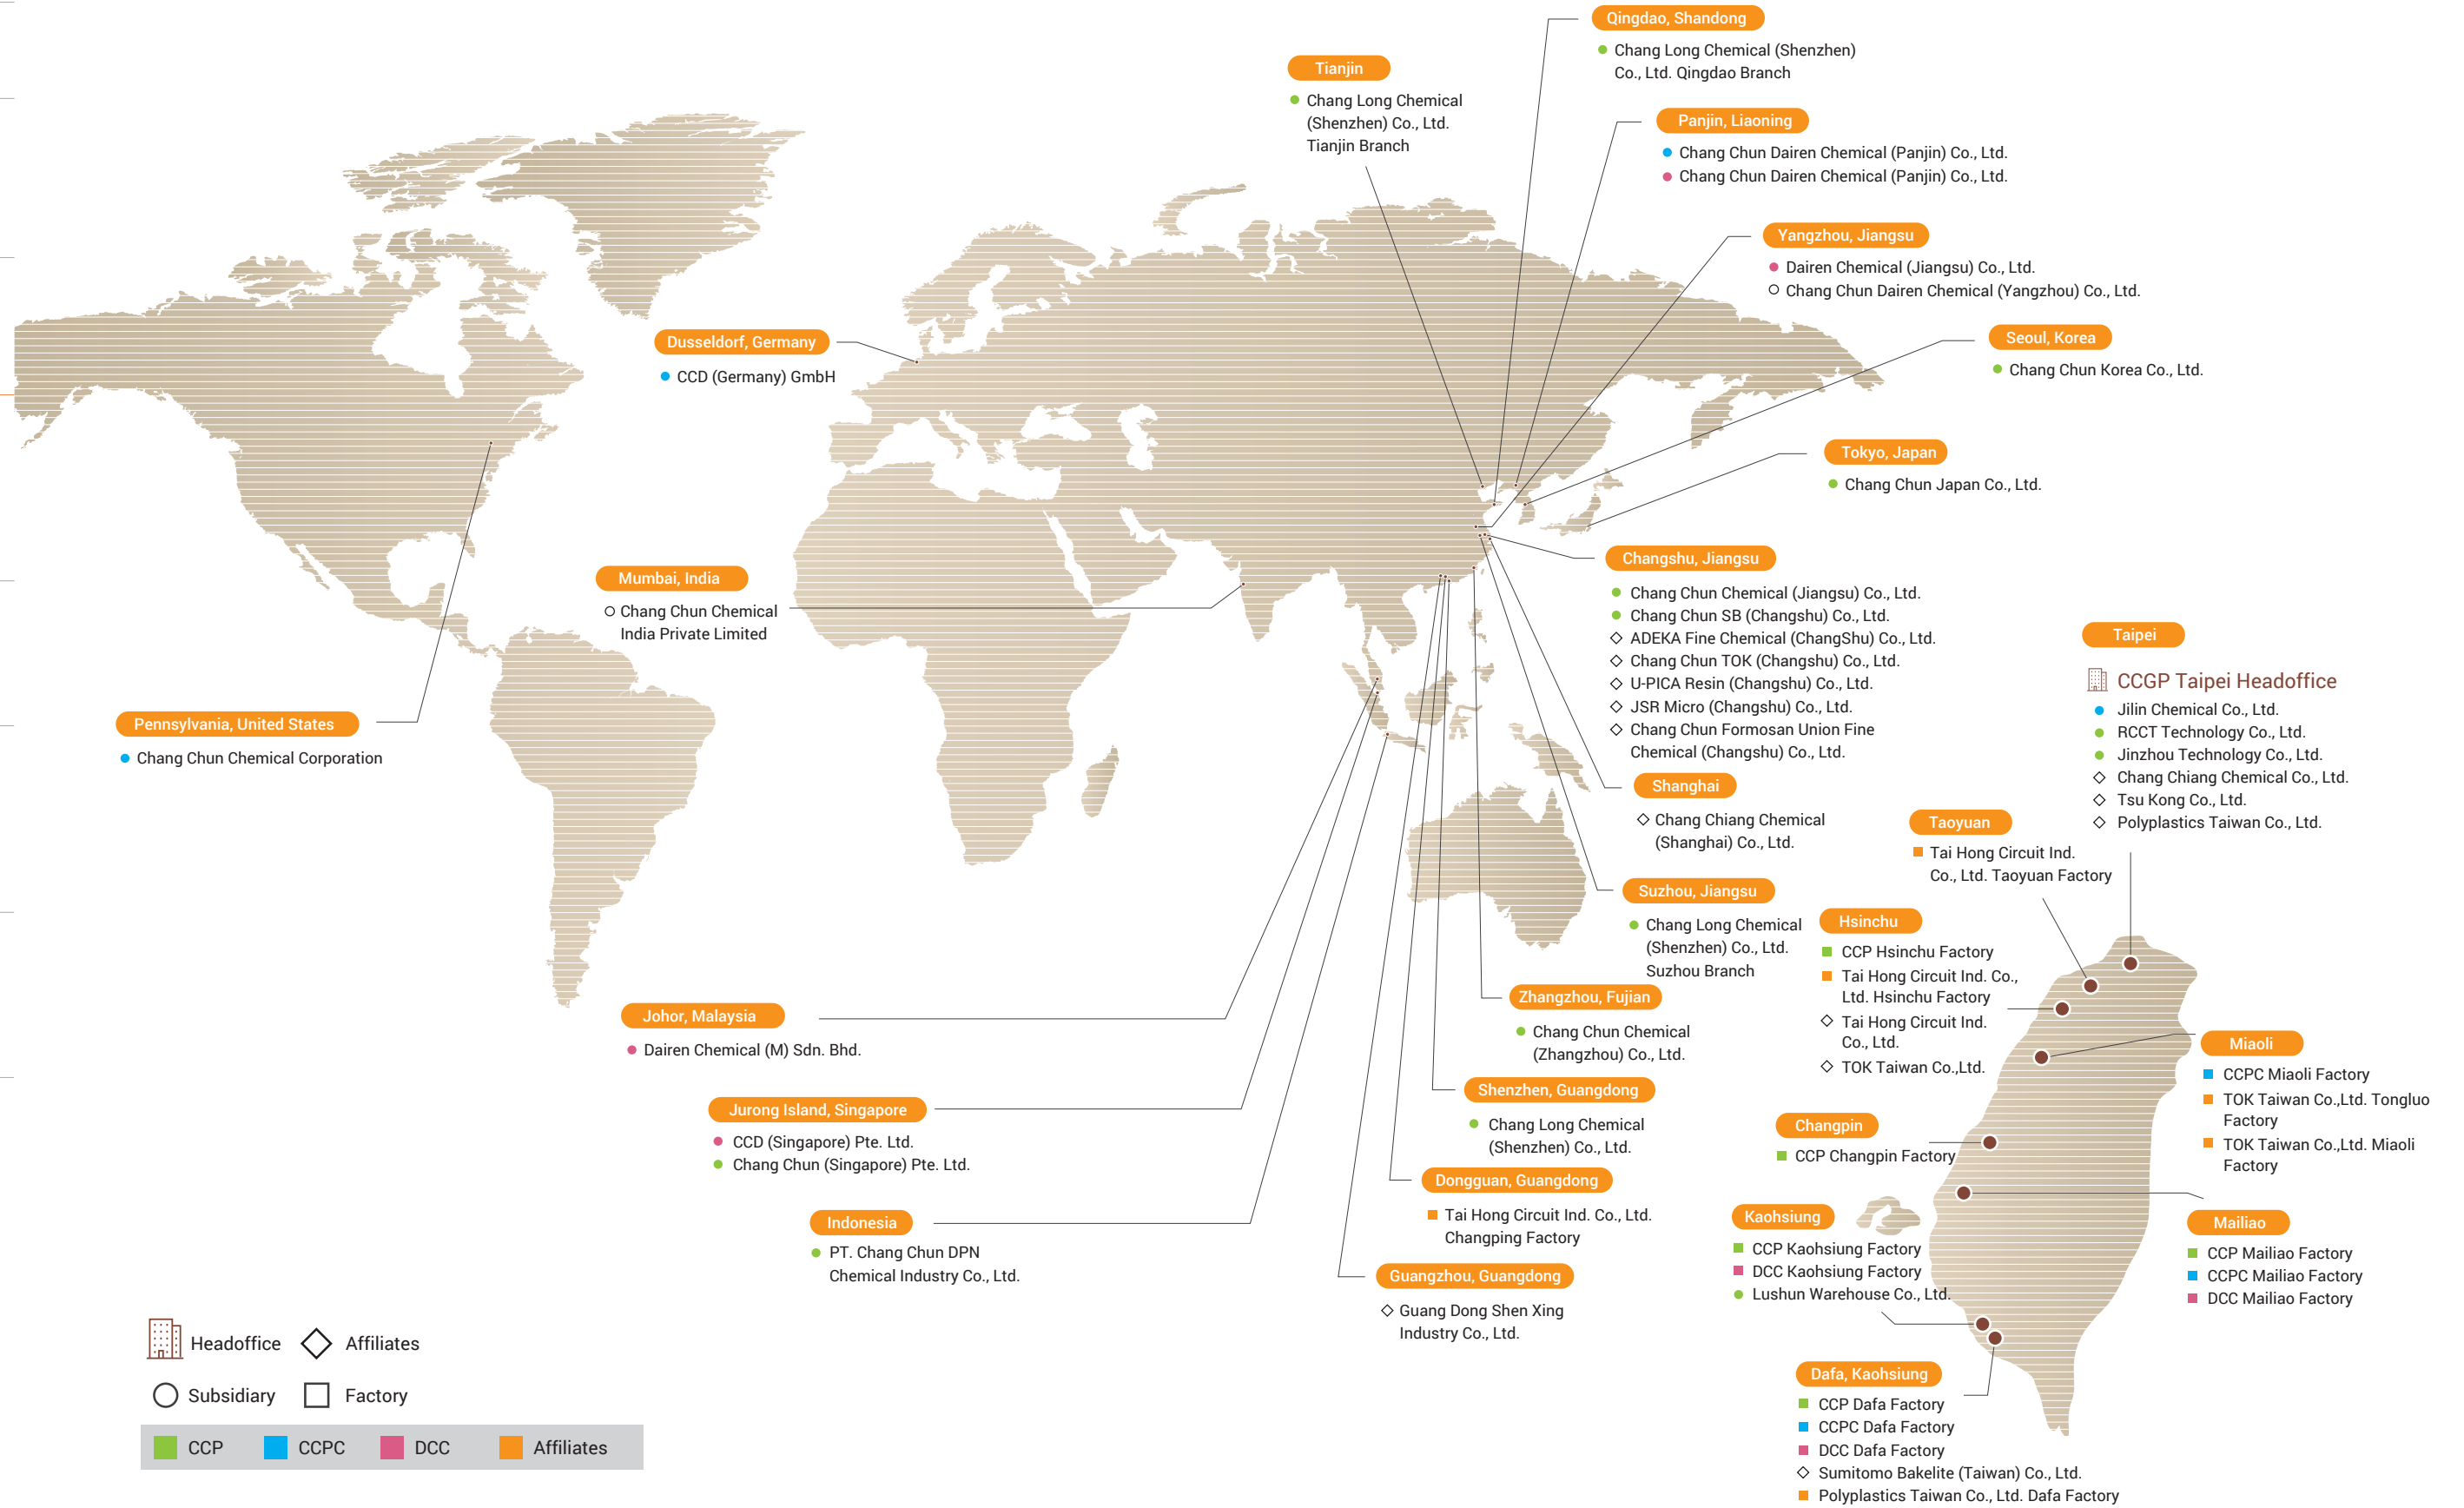 Qingdao, Shandong
Chang Long Chemical (Shenzhen)
Co., Ltd. Qingdao Branch
Tianjin
Chang Long Chemical
(Shenzhen) Co., Ltd.
Tianjin Branch
Panjin, Liaoning
Chang Chun Dairen Chemical (Panjin) Co., Ltd.
Chang Chun Dairen Chemical (Panjin) Co., Ltd.
Yangzhou, Jiangsu
Dairen Chemical (Jiangsu) Co., Ltd.
Chang Chun Dairen Chemical (Yangzhou) Co., Ltd.
Dusseldorf, Germany
CCD (Germany) GmbH
Seoul, Korea
Chang Chun Korea Co., Ltd.
Tokyo, Japan
Chang Chun Japan Co., Ltd.
Mumbai, India
Chang Chun Chemical
India Private Limited
Changshu, Jiangsu
Chang Chun Chemical (Jiangsu) Co., Ltd.
Chang Chun SB (Changshu) Co., Ltd.
ADEKA Fine Chemical (ChangShu) Co., Ltd.
Chang Chun TOK (Changshu) Co., Ltd.
U-PICA Resin (Changshu) Co., Ltd.
JSR Micro (Changshu) Co., Ltd.
Chang Chun Formosan Union Fine
Chemical (Changshu) Co., Ltd.
Pennsylvania, United States
Chang Chun Chemical Corporation
Taipei
CCGP Taipei Headoffice
Jilin Chemical Co., Ltd.
RCCT Technology Co., Ltd.
Jinzhou Technology Co., Ltd.
Chang Chiang Chemical Co., Ltd.
Tsu Kong Co., Ltd.
Polyplastics Taiwan Co., Ltd.
Shanghai
Chang Chiang Chemical
(Shanghai) Co., Ltd.
Taoyuan
Tai Hong Circuit Ind.
Co., Ltd. Taoyuan Factory
Suzhou, Jiangsu
Chang Long Chemical
(Shenzhen) Co., Ltd.
Suzhou Branch
Hsinchu
CCP Hsinchu Factory
Tai Hong Circuit Ind. Co.,
Ltd. Hsinchu Factory
Tai Hong Circuit Ind.
Co., Ltd.
TOK Taiwan Co.,Ltd.
Zhangzhou, Fujian
Chang Chun Chemical
(Zhangzhou) Co., Ltd.
Johor, Malaysia
Dairen Chemical (M) Sdn. Bhd.
Miaoli
CCPC Miaoli Factory
TOK Taiwan Co.,Ltd. Tongluo
Factory
TOK Taiwan Co.,Ltd. Miaoli
Factory
Shenzhen, Guangdong
Chang Long Chemical
(Shenzhen) Co., Ltd.
Jurong Island, Singapore
CCD (Singapore) Pte. Ltd.
Chang Chun (Singapore) Pte. Ltd.
Changpin
CCP Changpin Factory
Dongguan, Guangdong
Tai Hong Circuit Ind. Co., Ltd.
Changping Factory
Indonesia
PT. Chang Chun DPN
Chemical Industry Co., Ltd.
Kaohsiung
CCP Kaohsiung Factory
DCC Kaohsiung Factory
Lushun Warehouse Co., Ltd.
Mailiao
CCP Mailiao Factory
CCPC Mailiao Factory
DCC Mailiao Factory
Guangzhou, Guangdong
Guang Dong Shen Xing
Industry Co., Ltd.
Dafa, Kaohsiung
CCP Dafa Factory
CCPC Dafa Factory
DCC Dafa Factory
Sumitomo Bakelite (Taiwan) Co., Ltd.
Polyplastics Taiwan Co., Ltd. Dafa Factory
Headoffice
Affiliates
Subsidiary
Factory
CCP
CCPC
DCC
Affiliates